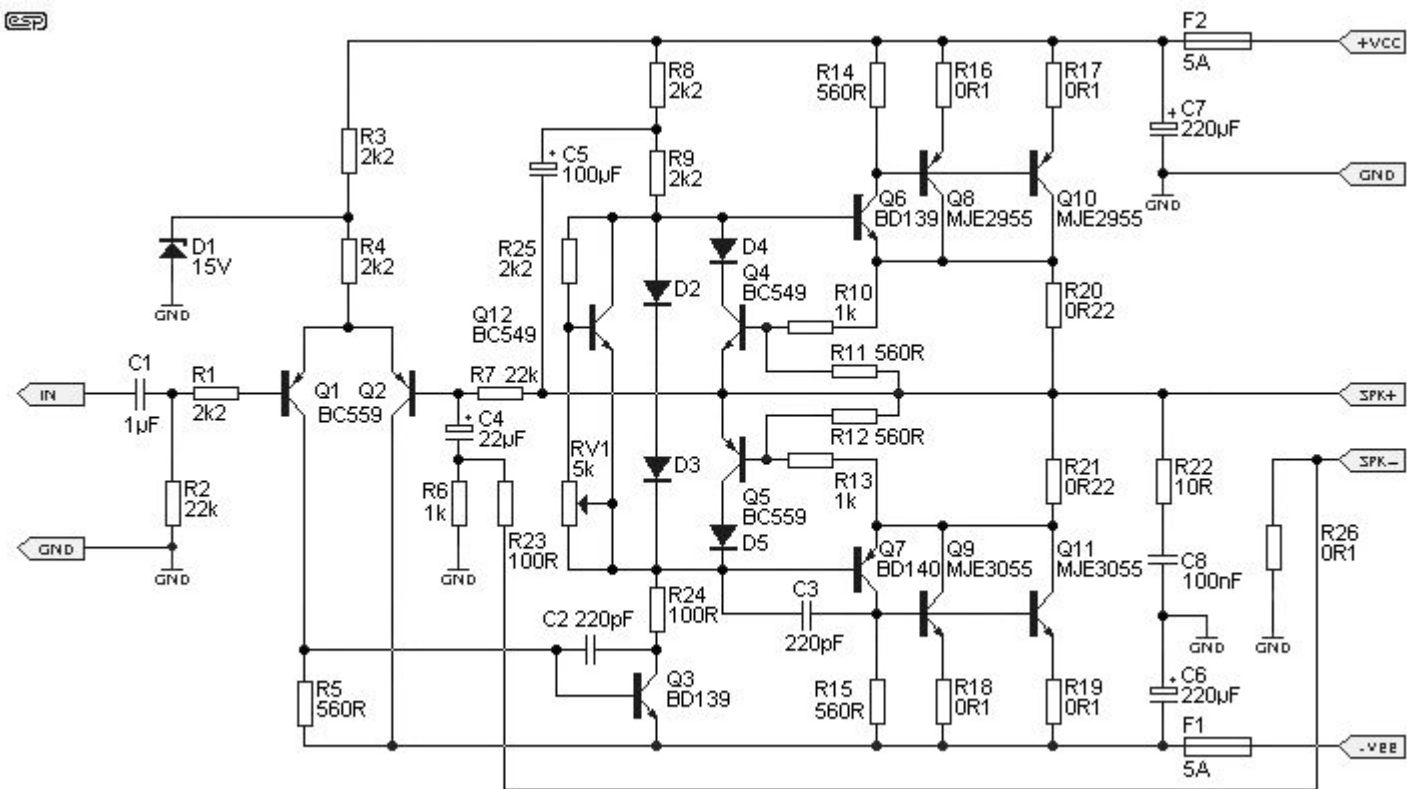 esp
F2
+VCC
5A
R8
2k2
R14
560R
R16
0R1
R17
0R1
C7
220µF
R3
2k2
C5
100µF
R9
2k2
GND
GND
Q6
BD139
Q8
MJE2955
Q10
MJE2955
D1
15V
R4
2k2
R25
2k2
D4
Q4
BC549
D2
R10
1k
R20
0R22
GND
Q12
BC549
R11 560R
C1
1µF
R1
2k2
Q1 Q2
BC559
R7 22k
IN
SPK+
C4
22µF
R12 560R
SPK-
RV1
5k
D3
R13
1k
R21
0R22
R22
10R
R2
22k
R6
1k
Q5
BC559
R26
0R1
GND
GND
GND
R23
100R
D5
Q7
BD140
Q9
MJE3055
Q11
MJE3055
C8
100nF
R24
100R
C3
220pF
C2 220pF
GND
GND
R5
560R
Q3
BD139
R15
560R
R18
0R1
R19
0R1
C6
220µF
F1
-VEE
5A